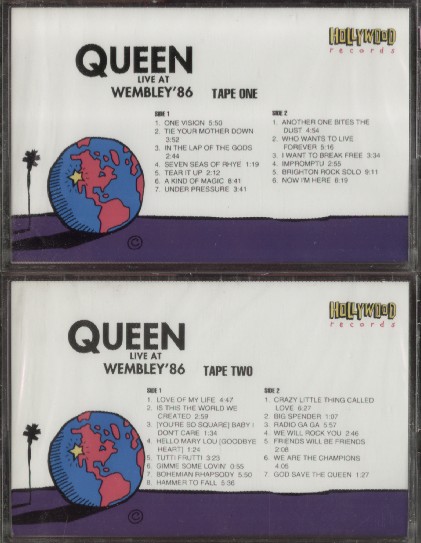 QUEEN
LIVE AT
WEMBLEY'86 TAPE ONE
HOLLYWOOD
records
SIDE 1
1. ONE VISION 5:50
2. TIE YOUR MOTHER DOWN
3:52
3. IN THE LAP OF THE GODS
2:44
4. SEVEN SEAS OF RHYE 1:19
5. TEAR IT UP 2:12
6. A KIND OF MAGIC 8:41
7. UNDER PRESSURE 3:41
SIDE 2
1. ANOTHER ONE BITES THE
DUST 4:54
2. WHO WANTS TO LIVE
FOREVER 5:16
3. I WANT TO BREAK FREE 3:34
4. IMPROMPTU 2:55
5. BRIGHTON ROCK SOLO 9:11
6. NOW I'M HERE 6:19
©
QUEEN
LIVE AT
WEMBLEY'86 TAPE TWO
HOLLYWOOD
records
SIDE 1
1. LOVE OF MY LIFE 4:47
2. IS THIS THE WORLD WE
CREATED 2:59
3. [YOU'RE SO SQUARE] BABY I
DON'T CARE 1:34
4. HELLO MARY LOU [GOODBYE
HEART] 1:24
5. TUTTI FRUTTI 3:23
6. GIMME SOME LOVIN' 0:55
7. BOHEMIAN RHAPSODY 5:50
8. HAMMER TO FALL 5:36
SIDE 2
1. CRAZY LITTLE THING CALLED
LOVE 6:27
2. BIG SPENDER 1:07
3. RADIO GA GA 5:57
4. WE WILL ROCK YOU 2:46
5. FRIENDS WILL BE FRIENDS
2:08
6. WE ARE THE CHAMPIONS
4:05
7. GOD SAVE THE QUEEN 1:27
©